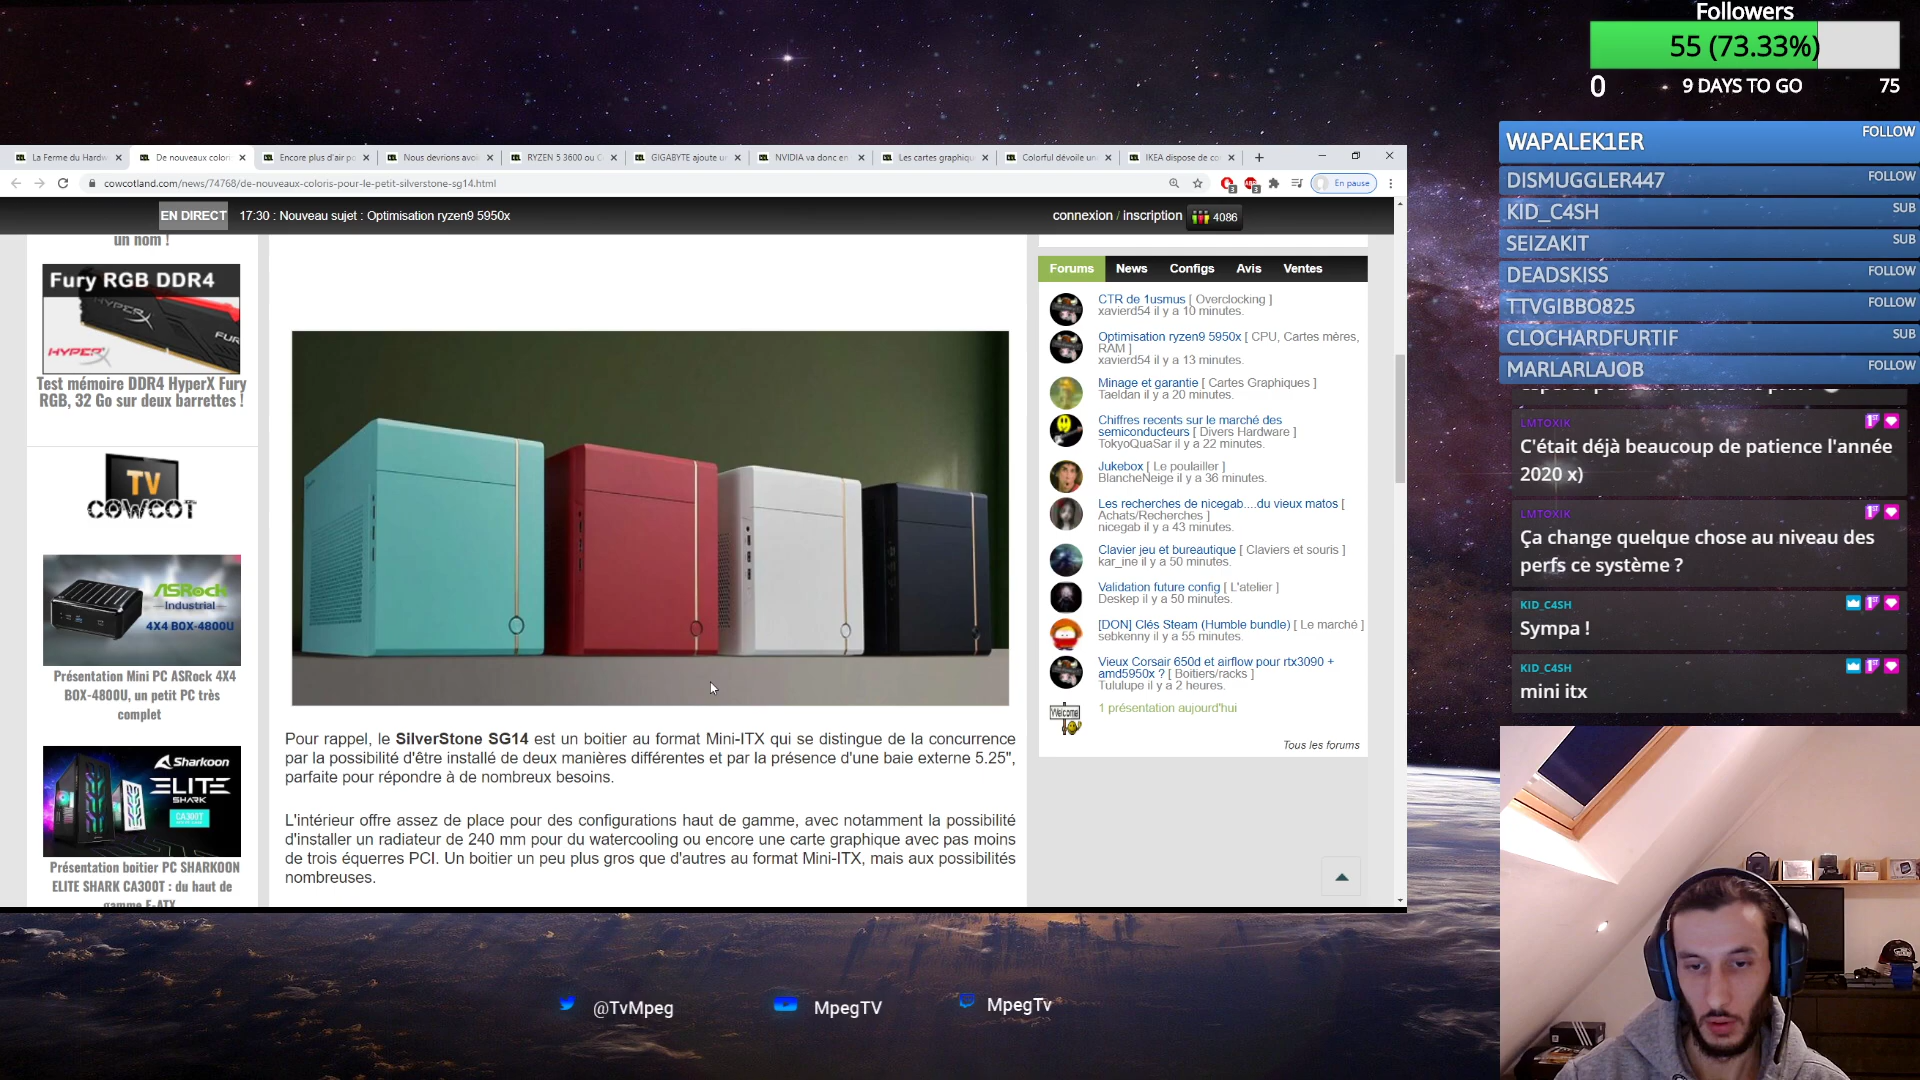 Followers
55 (73.33%)
0
9 DAYS TO GO
75
WAPALEK1ER FOLLOW
DISMUGGLER447 FOLLOW
KID_C4SH SUB
SEIZAKIT SUB
DEADSKISS FOLLOW
TTVGIBBO825 FOLLOW
CLOCHARDFURTIF SUB
MARLARLAJOB FOLLOW
LMTOXIK
C'était déjà beaucoup de patience l'année
2020 x)
LMTOXIK
Ça change quelque chose au niveau des
perfs ce système ?
KID_C4SH
Sympa !
KID_C4SH
mini itx
La Ferme du Hardw
De nouveaux colori
Encore plus d'air po
Nous devrions avoi
RYZEN 5 3600 ou C
GIGABYTE ajoute un
NVIDIA va donc en
Les cartes graphiqu
Colorful dévoile un
IKEA dispose de co
cowcotland.com/news/74768/de-nouveaux-coloris-pour-le-petit-silverstone-sg14.html
En pause
EN DIRECT
17:30 : Nouveau sujet : Optimisation ryzen9 5950x
connexion / inscription
4086
un nom !
Fury RGB DDR4
HYPERX
FUR
HYPERX
Test mémoire DDR4 HyperX Fury
RGB, 32 Go sur deux barrettes !
TV
COWCOT
ASRock
Industrial
4X4 BOX-4800U
Présentation Mini PC ASRock 4X4
BOX-4800U, un petit PC très
complet
Sharkoon
ELITE
SHARK
CA300T
Présentation boitier PC SHARKOON
ELITE SHARK CA300T : du haut de
gamme E-ATX
Pour rappel, le SilverStone SG14 est un boitier au format Mini-ITX qui se distingue de la concurrence
par la possibilité d'être installé de deux manières différentes et par la présence d'une baie externe 5.25",
parfaite pour répondre à de nombreux besoins.
L'intérieur offre assez de place pour des configurations haut de gamme, avec notamment la possibilité
d'installer un radiateur de 240 mm pour du watercooling ou encore une carte graphique avec pas moins
de trois équerres PCI. Un boitier un peu plus gros que d'autres au format Mini-ITX, mais aux possibilités
nombreuses.
Forums
News
Configs
Avis
Ventes
CTR de 1usmus [ Overclocking ]
xavierd54 il y a 10 minutes.
Optimisation ryzen9 5950x [ CPU, Cartes mères,
RAM ]
xavierd54 il y a 13 minutes.
Minage et garantie [ Cartes Graphiques ]
Taeldan il y a 20 minutes.
Chiffres recents sur le marché des
semiconducteurs [ Divers Hardware ]
TokyoQuaSar il y a 22 minutes.
Jukebox [ Le poulailler ]
BlancheNeige il y a 36 minutes.
Les recherches de nicegab....du vieux matos [
Achats/Recherches ]
nicegab il y a 43 minutes.
Clavier jeu et bureautique [ Claviers et souris ]
kar_ine il y a 50 minutes.
Validation future config [ L'atelier ]
Deskep il y a 50 minutes.
[DON] Clés Steam (Humble bundle) [ Le marché ]
sebkenny il y a 55 minutes.
Vieux Corsair 650d et airflow pour rtx3090 +
amd5950x ? [ Boitiers/racks ]
Tululupe il y a 2 heures.
Welcome
1 présentation aujourd'hui
Tous les forums
@TvMpeg
MpegTV
MpegTv